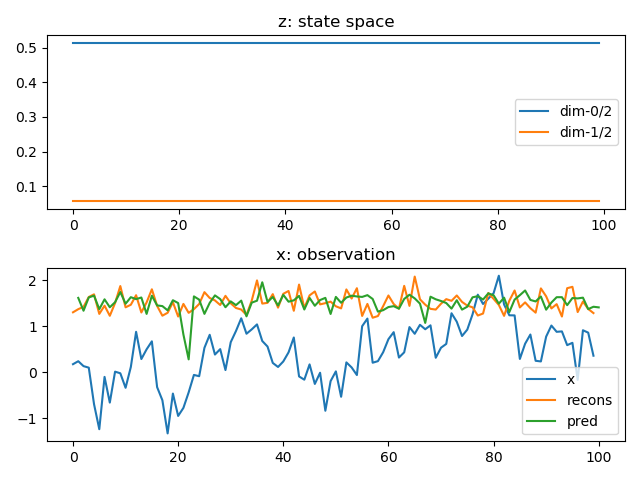 z: state space
0.5
0.4
0.3
0.2
0.1
dim-0/2
dim-1/2
0 20 40 60 80 100
x: observation
2
1
0
−1
x
recons
pred
0 20 40 60 80 100